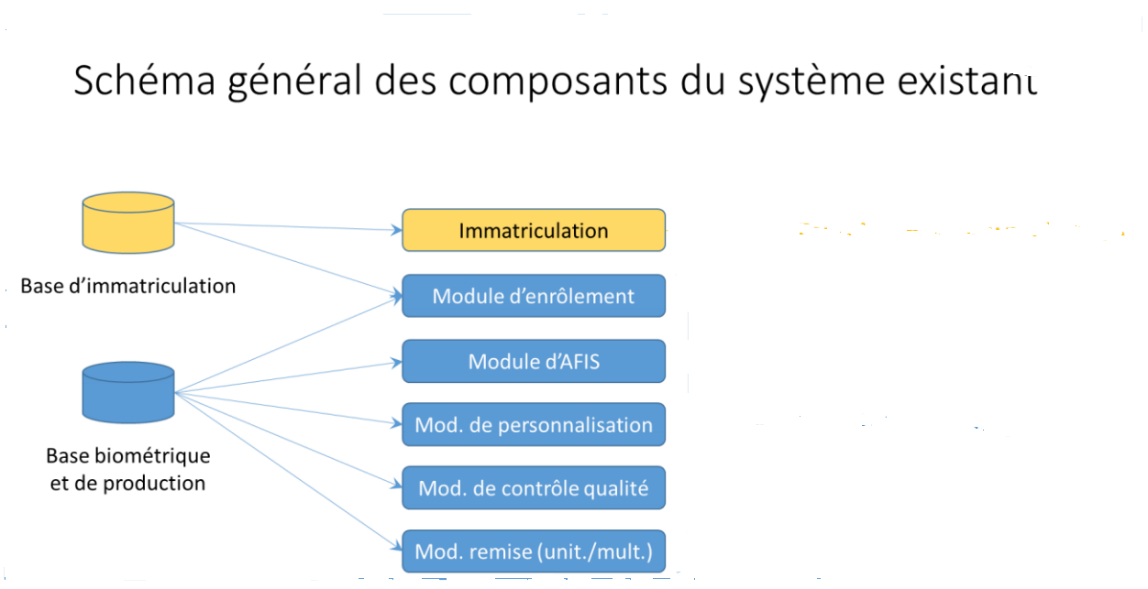 Schéma général des composants du système existant
Immatriculation
Base d’immatriculation
Module d’enrôlement
Module d’AFIS
Mod. de personnalisation
Base biométrique
et de production
Mod. de contrôle qualité
Mod. remise (unit./mult.)